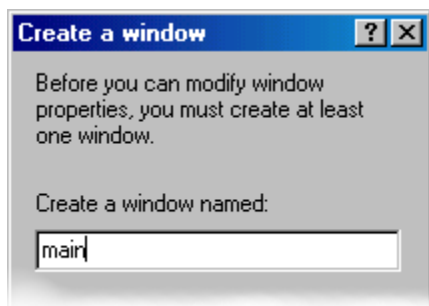 Create a window
Before you can modify window
properties, you must create at least
one window.
Create a window named:
main